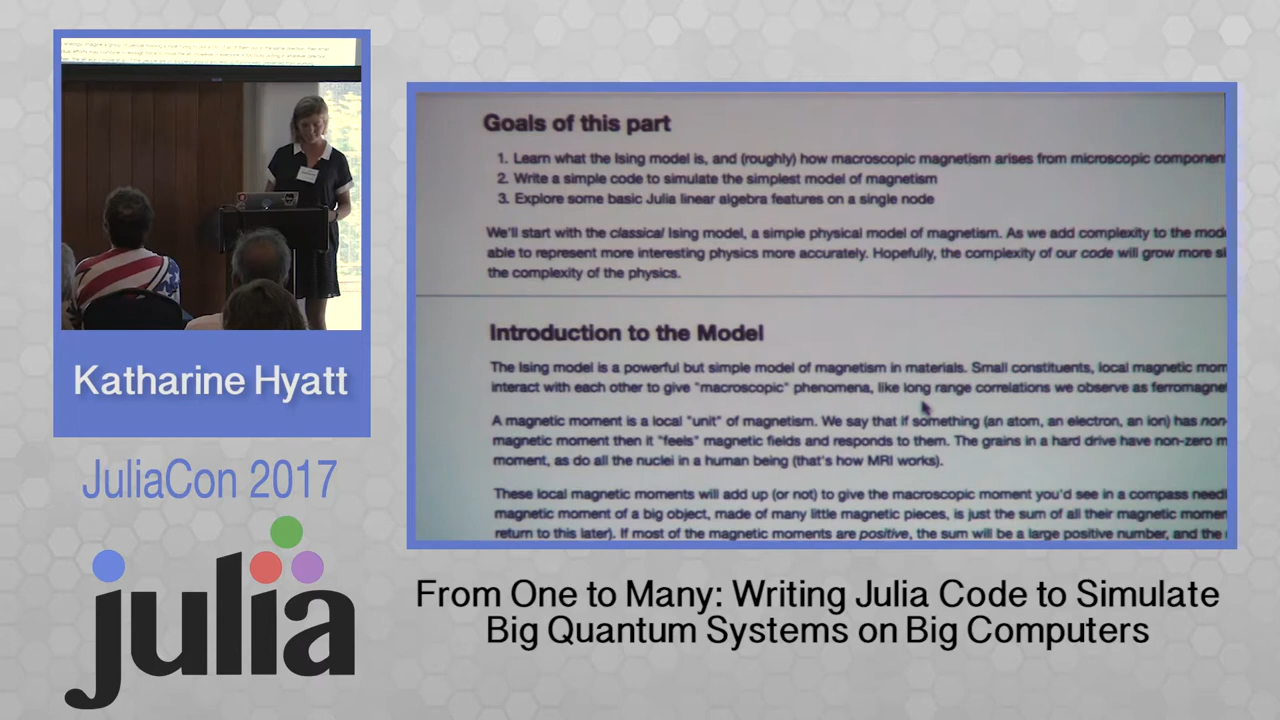 Katharine Hyatt
JuliaCon 2017
julia
Goals of this part
1. Learn what the Ising model is, and (roughly) how macroscopic magnetism arises from microscopic component
2. Write a simple code to simulate the simplest model of magnetism
3. Explore some basic Julia linear algebra features on a single node
We'll start with the classical Ising model, a simple physical model of magnetism. As we add complexity to the mod
able to represent more interesting physics more accurately. Hopefully, the complexity of our code will grow more
the complexity of the physics.
Introduction to the Model
The Ising model is a powerful but simple model of magnetism in materials. Small constituents, local magnetic mom
interact with each other to give "macroscopic" phenomena, like long range correlations we observe as ferromagne
A magnetic moment is a local "unit" of magnetism. We say that if something (an atom, an electron, an ion) has non-
magnetic moment then it "feels" magnetic fields and responds to them. The grains in a hard drive have non-zero m
moment, as do all the nuclei in a human being (that's how MRI works).
These local magnetic moments will add up (or not) to give the macroscopic moment you'd see in a compass need
magnetic moment of a big object, made of many little magnetic pieces, is just the sum of all their magnetic momen
return to this later). If most of the magnetic moments are positive, the sum will be a large positive number, and the
From One to Many: Writing Julia Code to Simulate
Big Quantum Systems on Big Computers